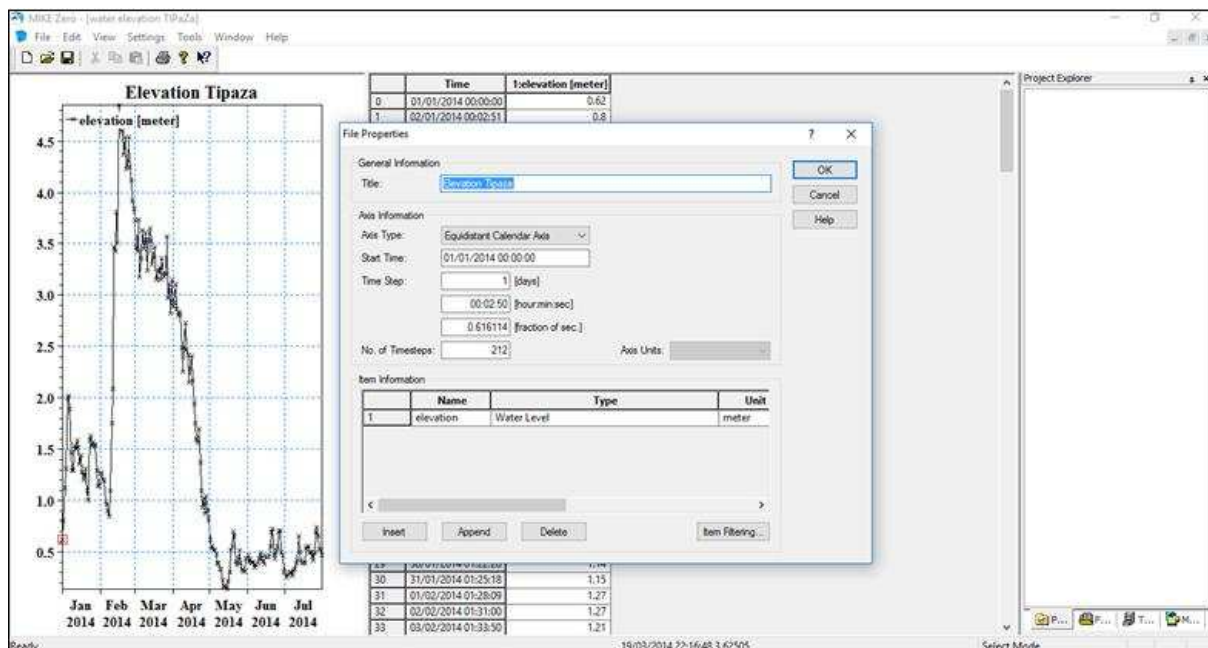 MIKE Zero - [water elevation TIPaZa]
File Edit View Settings Tools Window Help
Elevation Tipaza
elevation [meter]
4.5
4.0
3.5
3.0
2.5
2.0
1.5
1.0
0.5
Jan Feb Mar Apr May Jun Jul
2014 2014 2014 2014 2014 2014 2014
Time 1:elevation [meter]
0 01/01/2014 00:00:00 0.62
1 02/01/2014 00:02:51 0.8
File Properties
General Information
Title: Elevation Tipaza
OK
Cancel
Help
Axis Information
Axis Type: Equidistant Calendar Axis
Start Time: 01/01/2014 00:00:00
Time Step: 1 [days]
00:02:50 [hour:min:sec]
0.616114 [fraction of sec.]
No. of Timesteps: 212 Axis Units:
Item Information
Name Type Unit
1 elevation Water Level meter
Insert Append Delete Item Filtering...
30 31/01/2014 01:25:18 1.15
31 01/02/2014 01:28:09 1.27
32 02/02/2014 01:31:00 1.27
33 03/02/2014 01:33:50 1.21
Project Explorer
P... F... T... M...
Ready 19/03/2014 22:16:48 3.62505 Select Mode